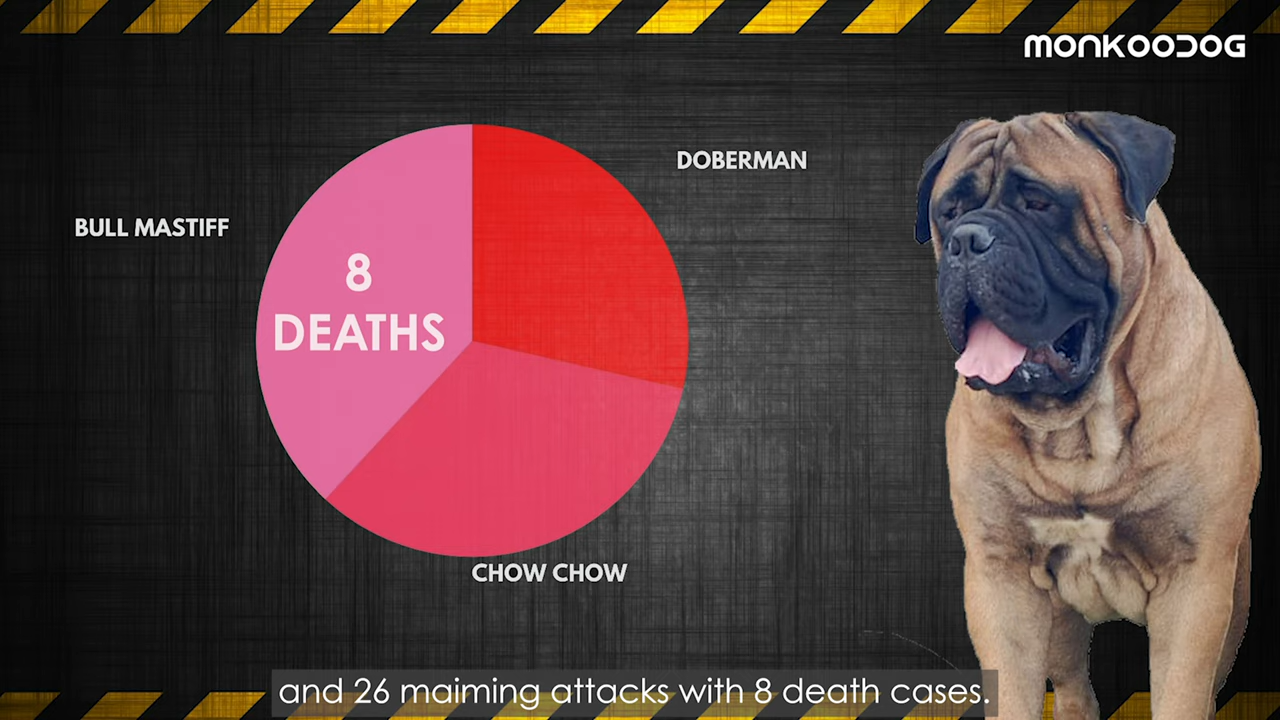 MONKOODOG
DOBERMAN
BULL MASTIFF
8
DEATHS
CHOW CHOW
and 26 maiming attacks with 8 death cases.